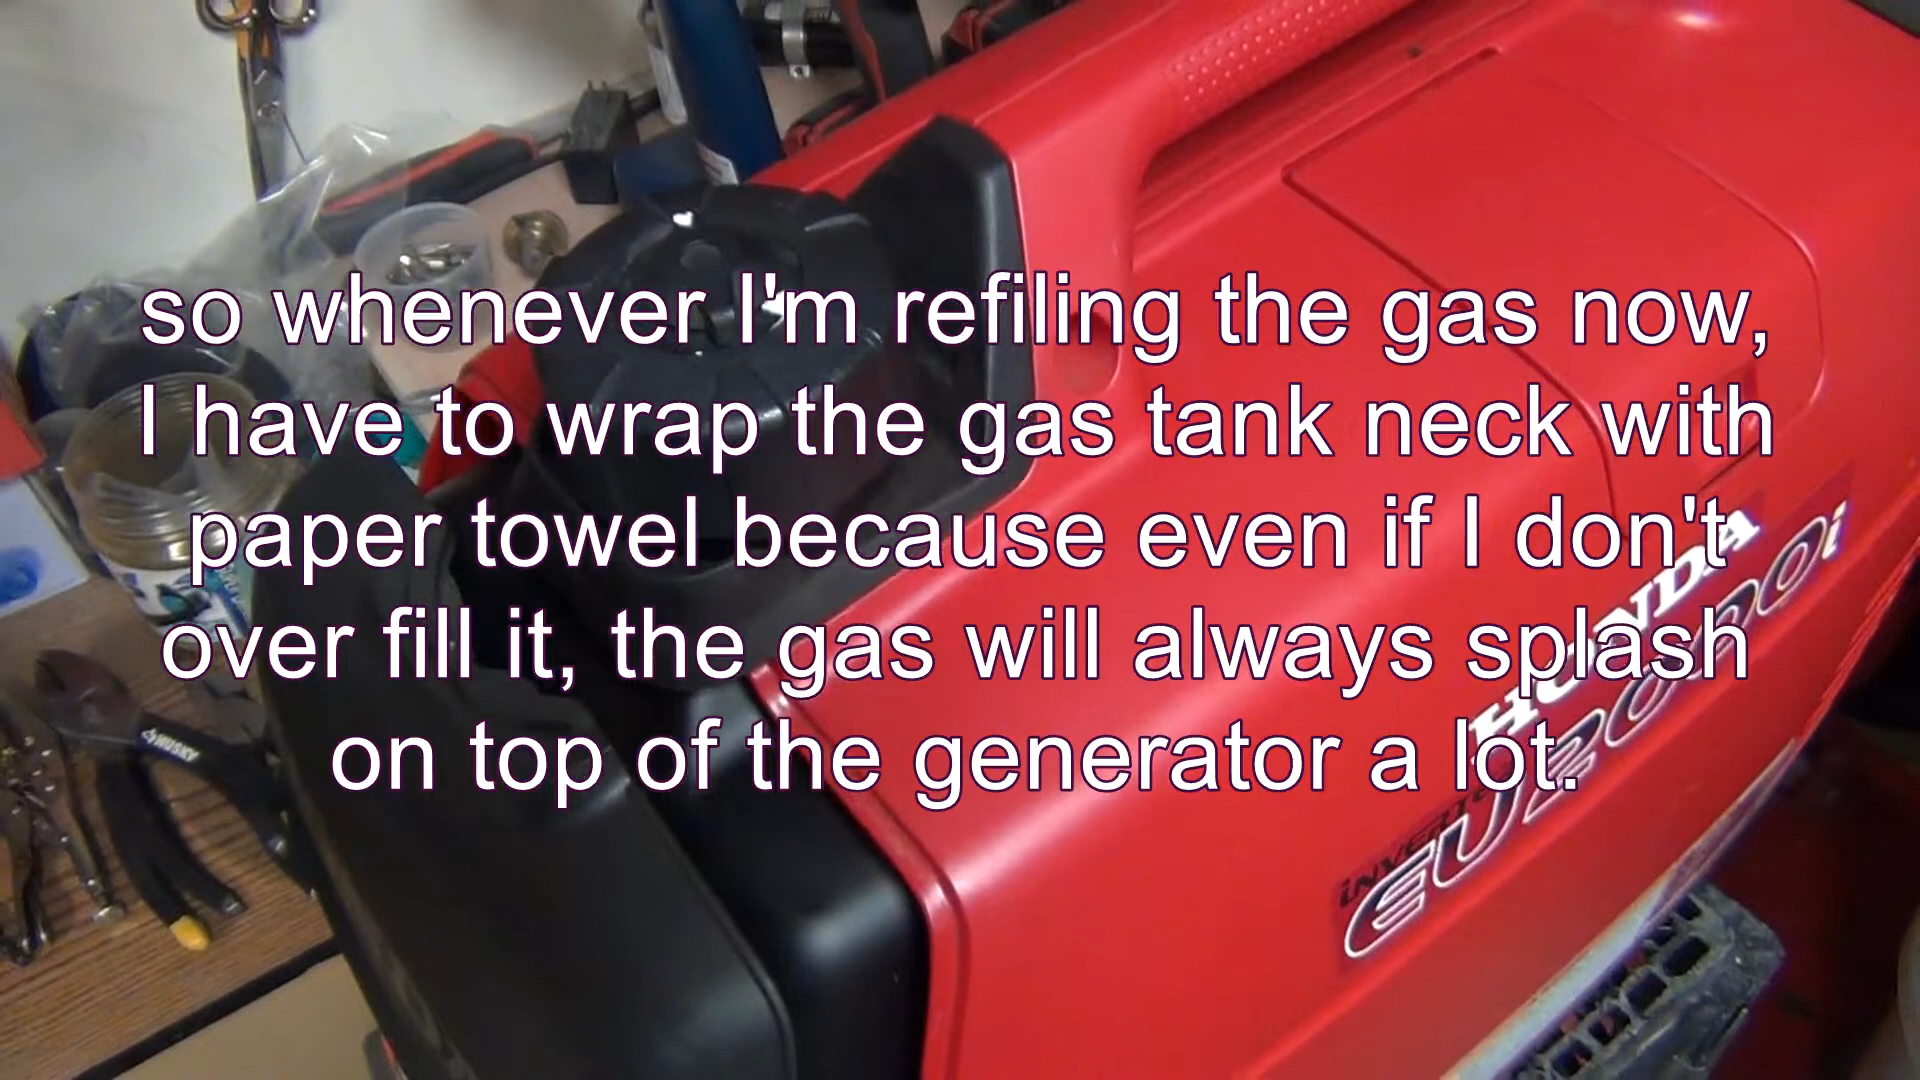 so whenever I'm refiling the gas now,
I have to wrap the gas tank neck with
paper towel because even if I don't
over fill it, the gas will always splash
on top of the generator a lot.
HONDA
INVERTER
EU2000i
HUSKY